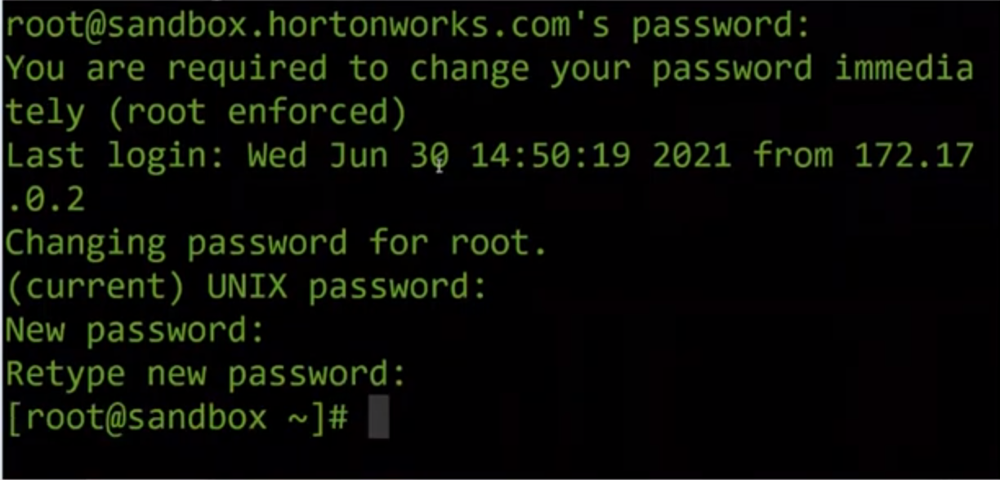 root@sandbox.hortonworks.com's password:
You are required to change your password immedia
tely (root enforced)
Last login: Wed Jun 30 14:50:19 2021 from 172.17
.0.2
Changing password for root.
(current) UNIX password:
New password:
Retype new password:
[root@sandbox ~]#